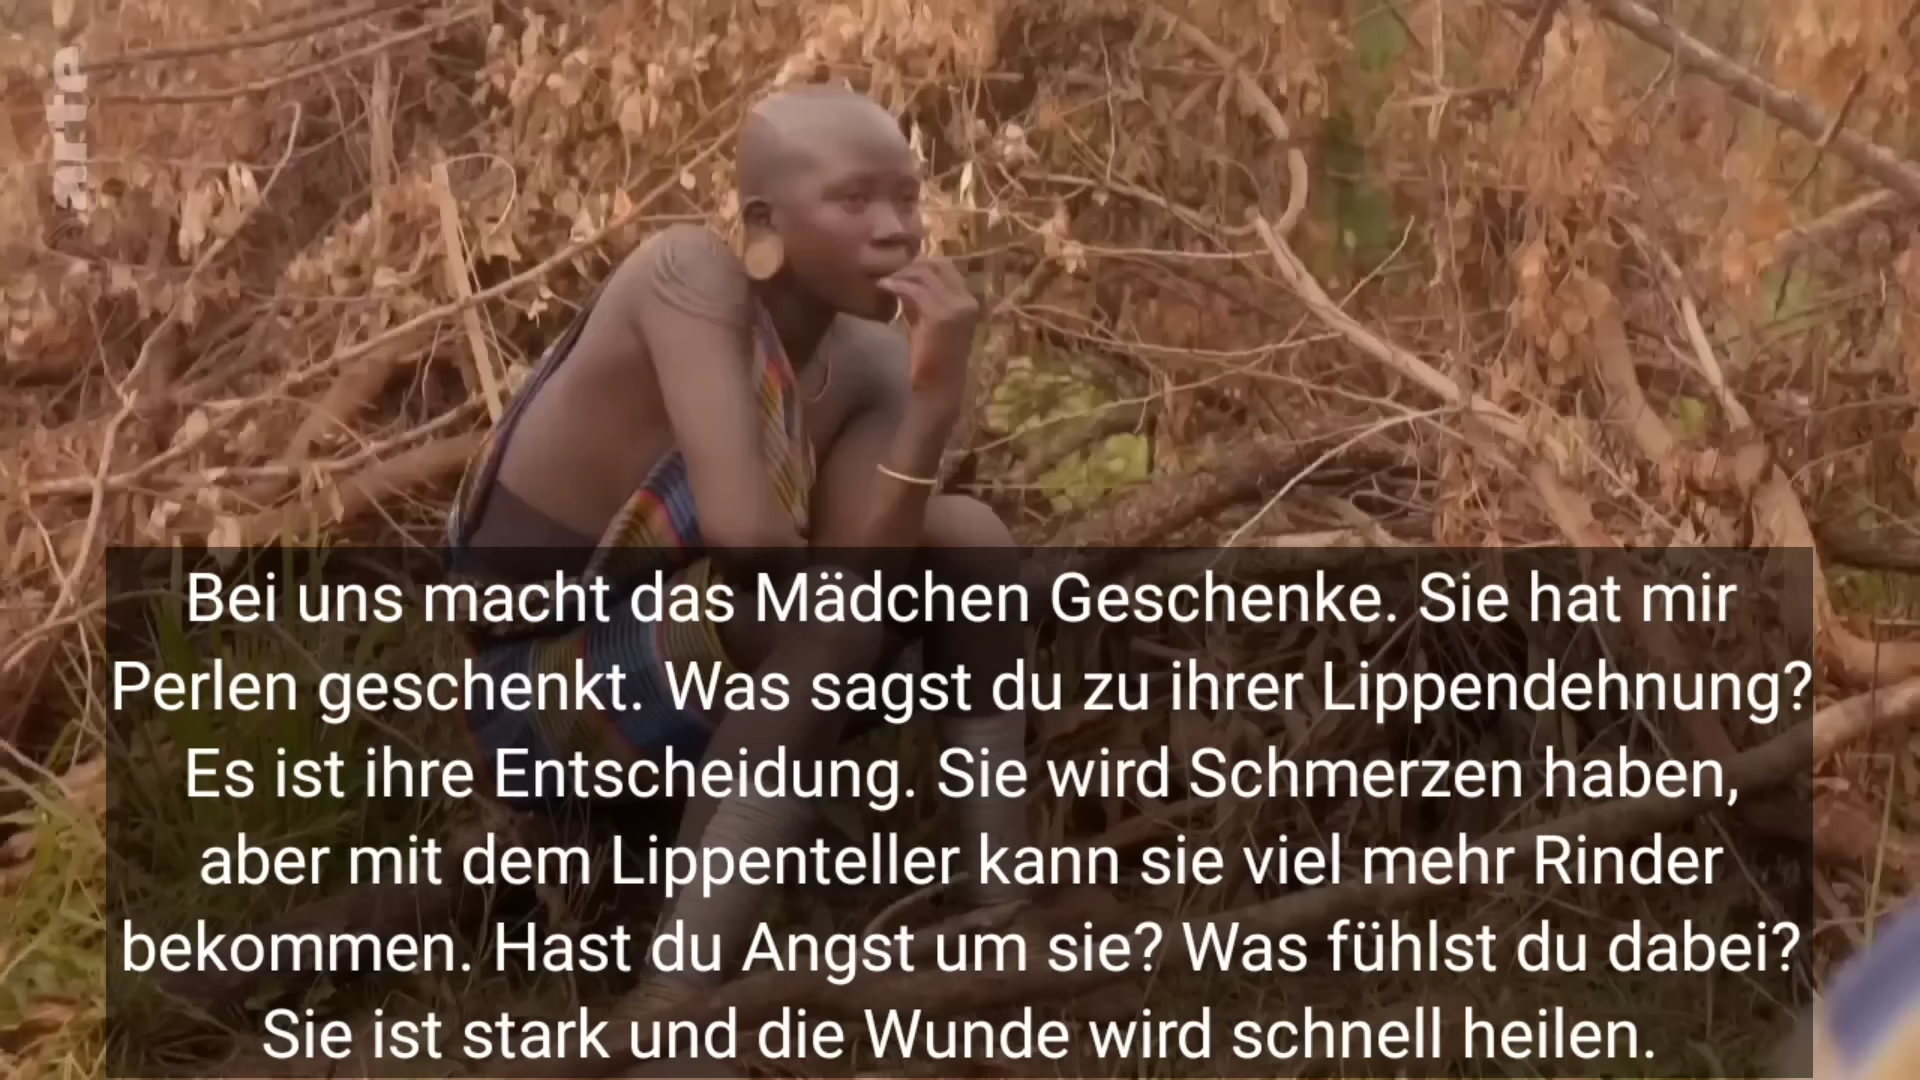 arte
Bei uns macht das Mädchen Geschenke. Sie hat mir
Perlen geschenkt. Was sagst du zu ihrer Lippendehnung?
Es ist ihre Entscheidung. Sie wird Schmerzen haben,
aber mit dem Lippenteller kann sie viel mehr Rinder
bekommen. Hast du Angst um sie? Was fühlst du dabei?
Sie ist stark und die Wunde wird schnell heilen.